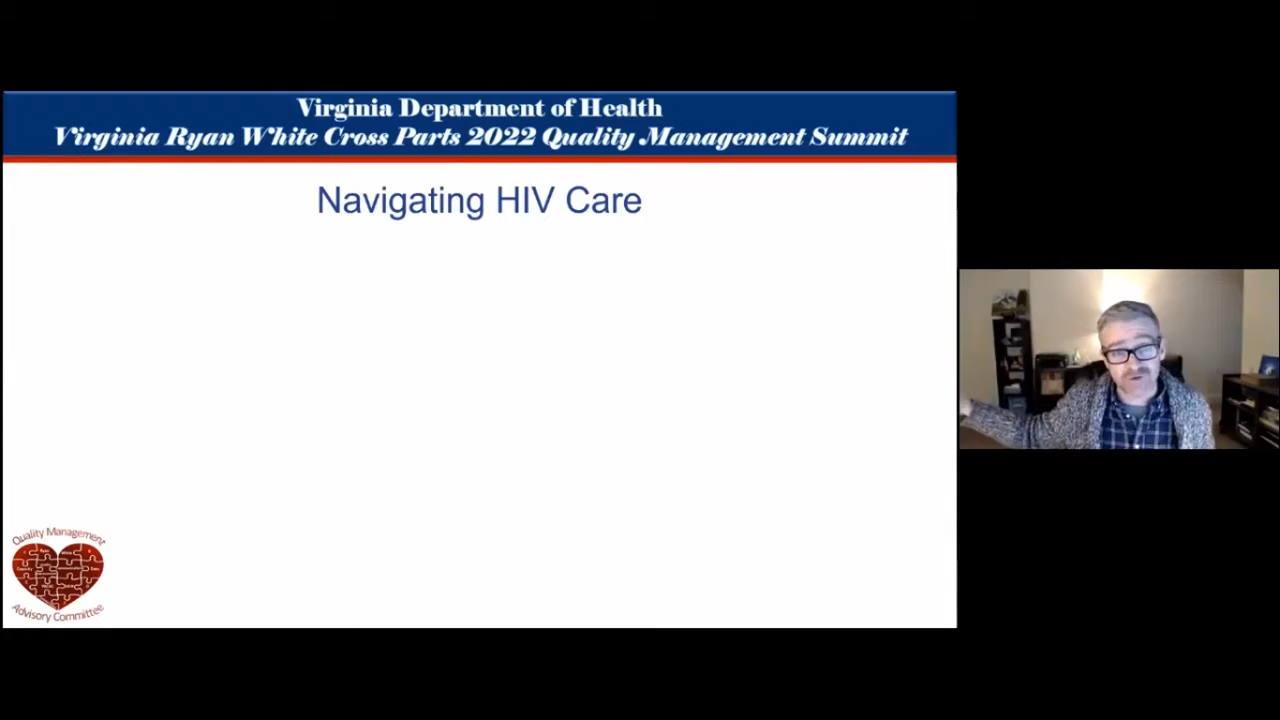 Virginia Department of Health
Virginia Ryan White Cross Parts 2022 Quality Management Summit
Navigating HIV Care
Quality Management
Advisory Committee